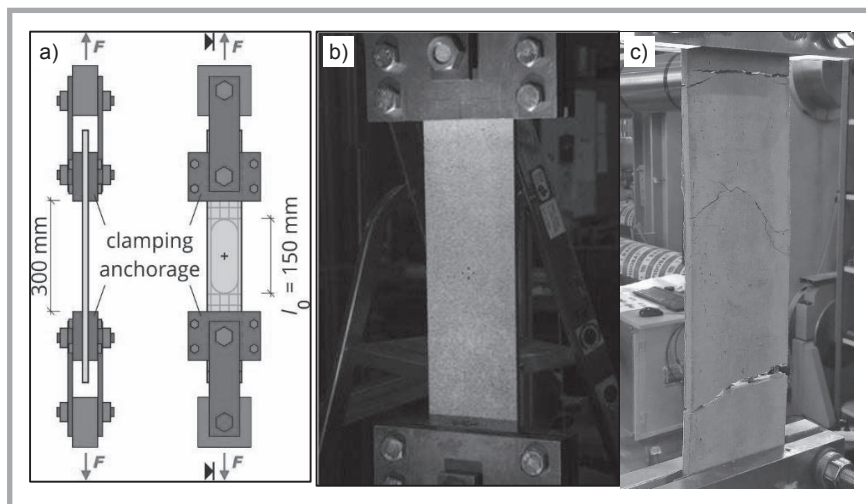 a)
F
F
300 mm
clamping
anchorage
l0 = 150 mm
F
F
b)
c)